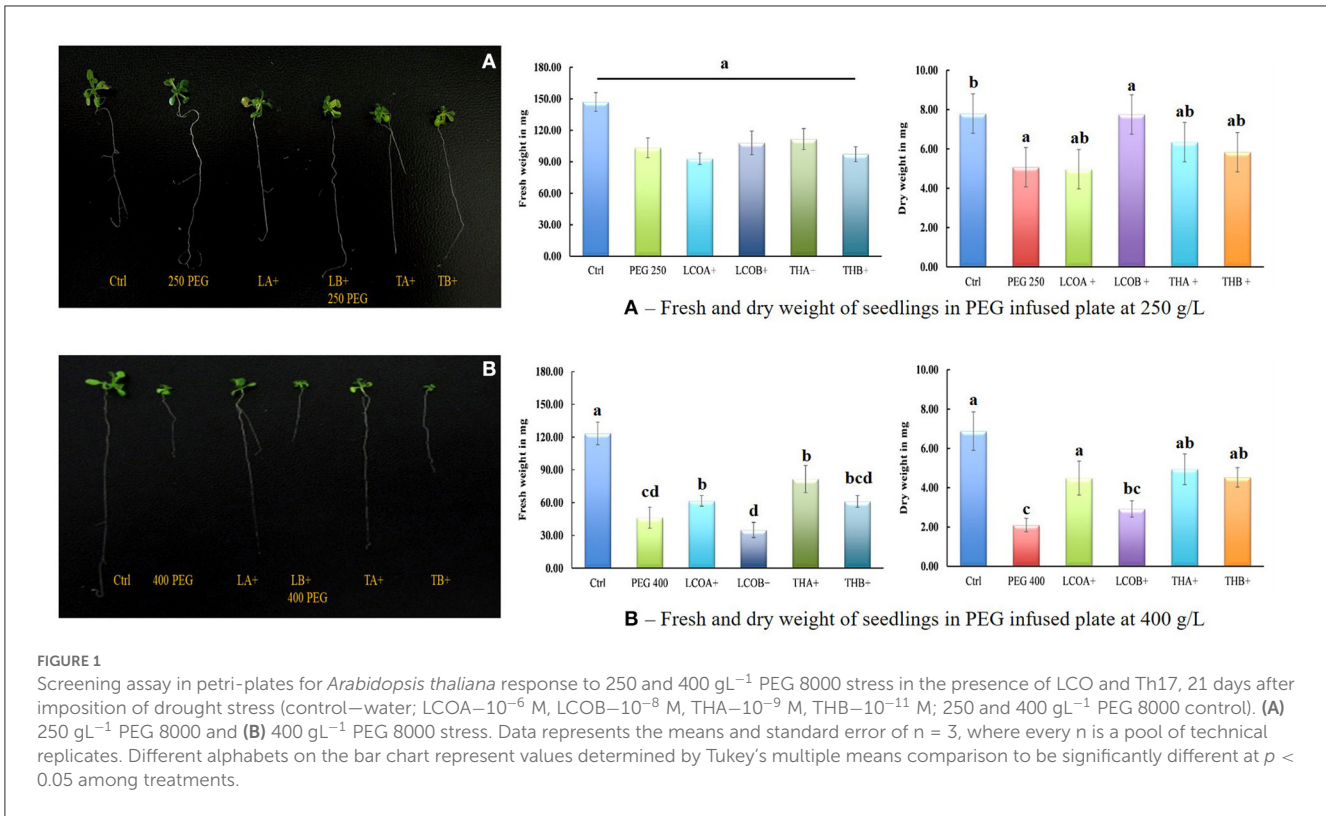 A
Ctrl 250 PEG LA+ LB+ TA+ TB+
250 PEG
180.00
150.00
120.00
90.00
60.00
30.00
0.00
Fresh weight in mg
a
Ctrl PEG 250 LCOA+ LCOB+ THA− THB+
10.00
8.00
6.00
4.00
2.00
0.00
Dry weight in mg
b a ab a ab ab
Ctrl PEG 250 LCOA + LCOB + THA + THB +
A – Fresh and dry weight of seedlings in PEG infused plate at 250 g/L
B
Ctrl 400 PEG LA+ LB+ TA+ TB+
400 PEG
180.00
150.00
120.00
90.00
60.00
30.00
0.00
Fresh weight in mg
a cd b d b bcd
Ctrl PEG 400 LCOA+ LCOB− THA+ THB+
10.00
8.00
6.00
4.00
2.00
0.00
Dry weight in mg
a c a bc ab ab
Ctrl PEG 400 LCOA+ LCOB+ THA+ THB+
B – Fresh and dry weight of seedlings in PEG infused plate at 400 g/L
FIGURE 1
Screening assay in petri-plates for Arabidopsis thaliana response to 250 and 400 gL⁻¹ PEG 8000 stress in the presence of LCO and Th17, 21 days after
imposition of drought stress (control—water; LCOA—10⁻⁶ M, LCOB—10⁻⁸ M, THA—10⁻⁹ M, THB—10⁻¹¹ M; 250 and 400 gL⁻¹ PEG 8000 control). (A)
250 gL⁻¹ PEG 8000 and (B) 400 gL⁻¹ PEG 8000 stress. Data represents the means and standard error of n = 3, where every n is a pool of technical
replicates. Different alphabets on the bar chart represent values determined by Tukey's multiple means comparison to be significantly different at p <
0.05 among treatments.